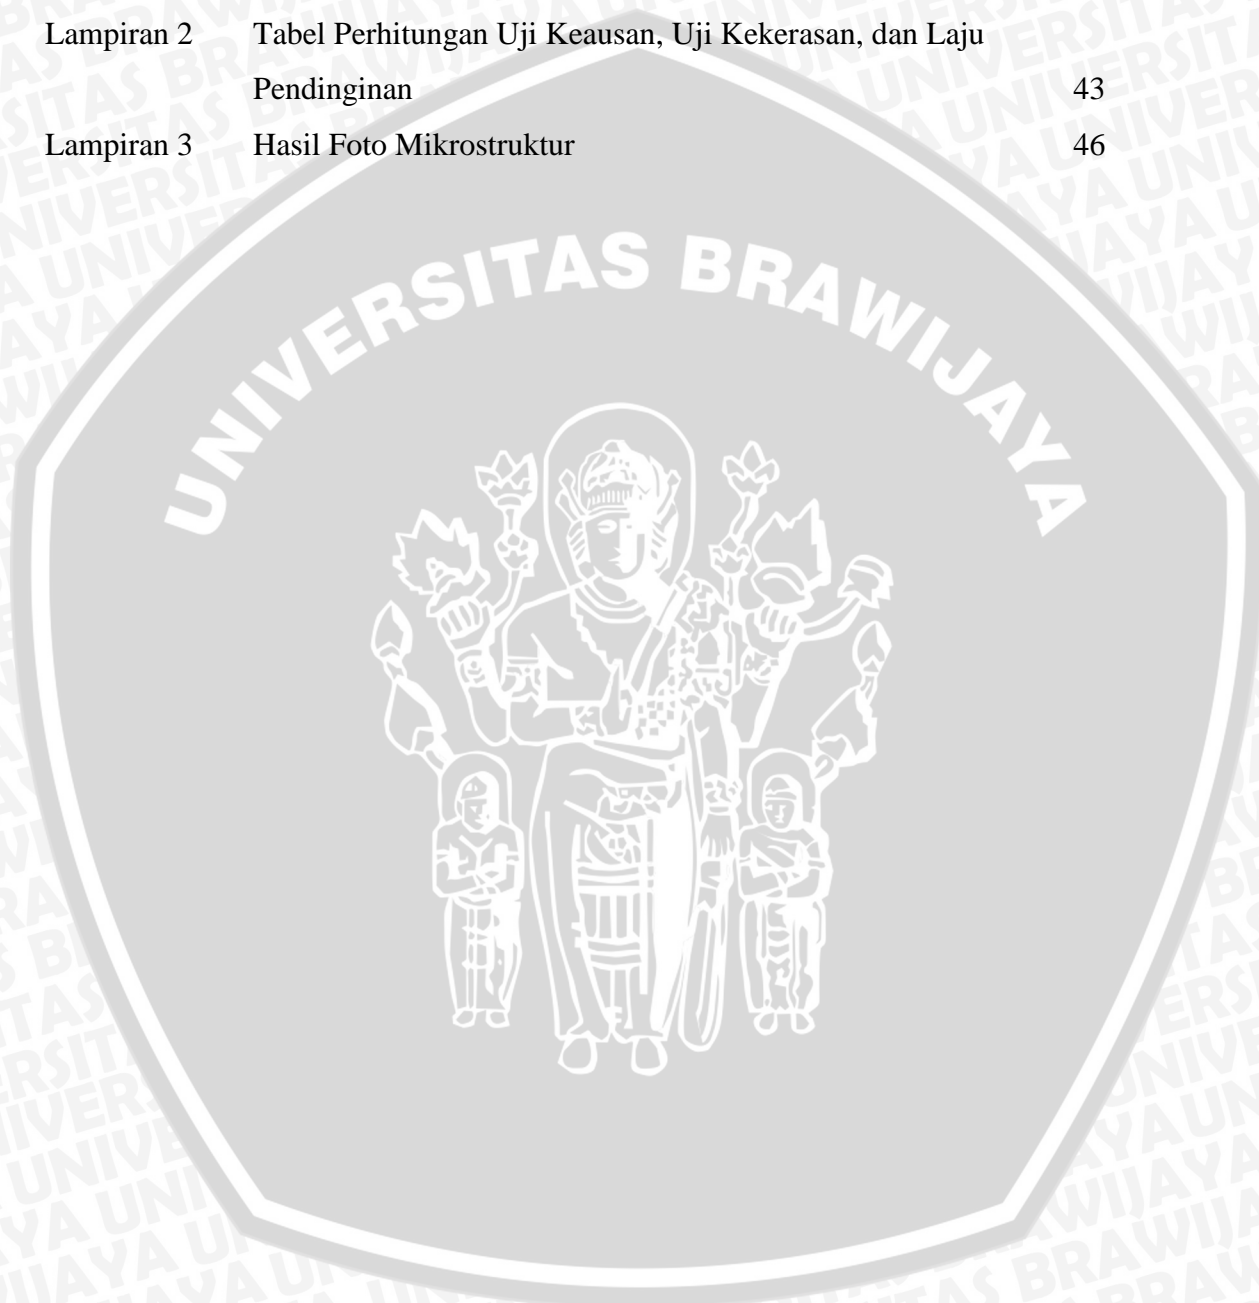 Lampiran 2 Tabel Perhitungan Uji Keausan, Uji Kekerasan, dan Laju
Pendinginan 43
Lampiran 3 Hasil Foto Mikrostruktur 46
UNIVERSITAS BRAWIJAYA